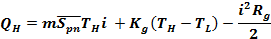 Q_H = m\overline{S_{pn}}T_H i + K_g(T_H − T_L) − \frac{i^2 R_g}{2}